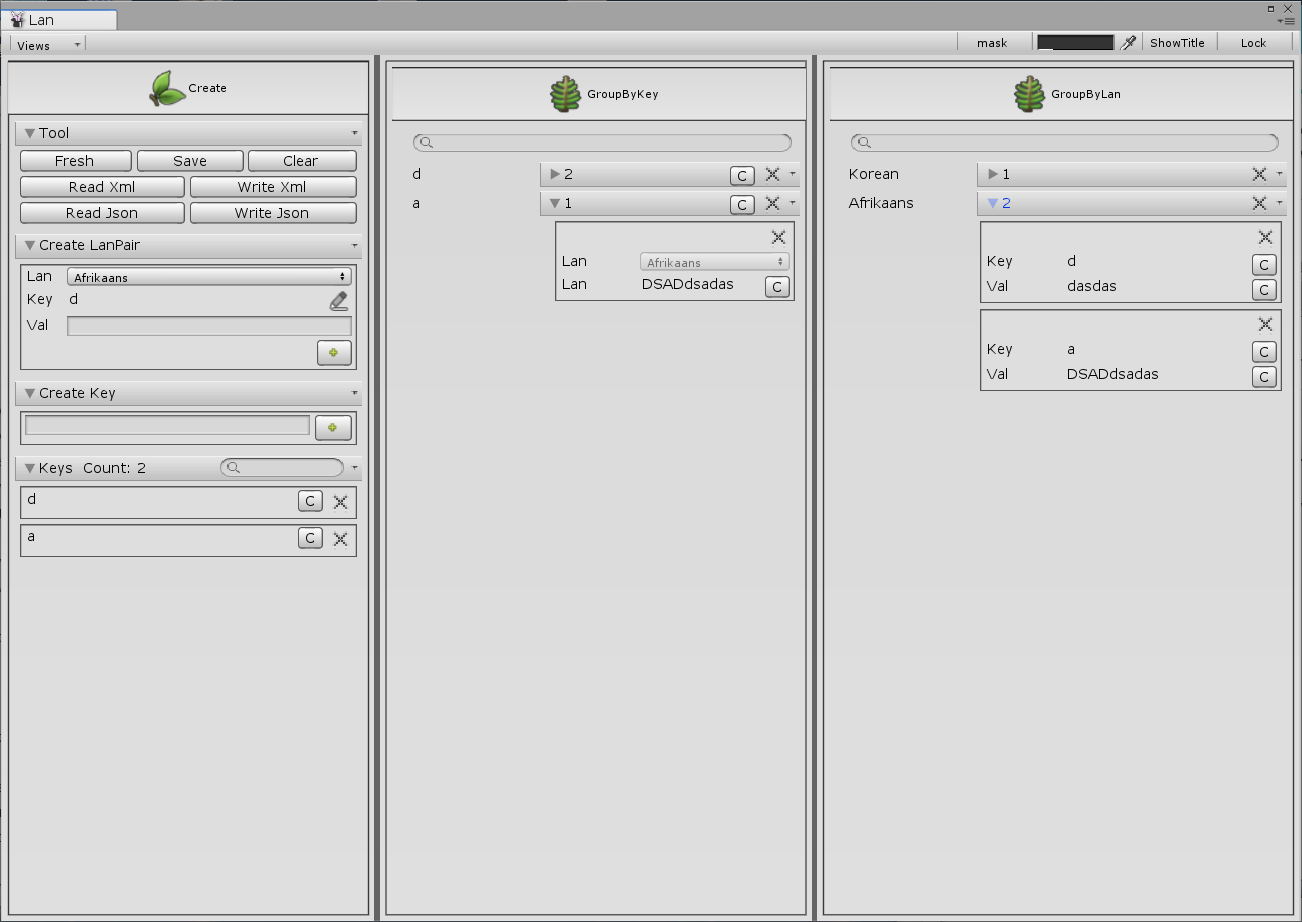 Lan
Views mask ShowTitle Lock
Create
Tool
Fresh Save Clear
Read Xml Write Xml
Read Json Write Json
Create LanPair
Lan Afrikaans
Key d
Val
Create Key
Keys Count: 2
d C
a C
GroupByKey
d 2 C
a 1 C
Lan Afrikaans
Lan DSADdsadas C
GroupByLan
Korean 1
Afrikaans 2
Key d C
Val dasdas C
Key a C
Val DSADdsadas C